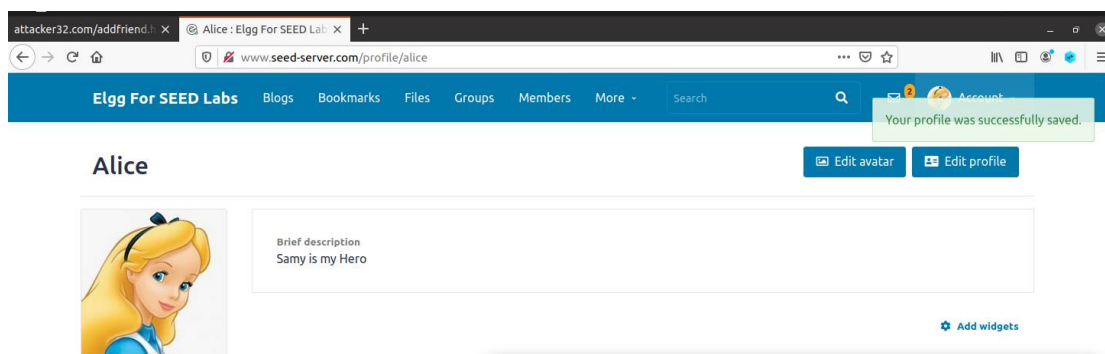 attacker32.com/addfriend.h
Alice : Elgg For SEED Lab
www.seed-server.com/profile/alice
Elgg For SEED Labs Blogs Bookmarks Files Groups Members More Search 2 Account
Your profile was successfully saved.
Alice
Edit avatar Edit profile
Brief description
Samy is my Hero
Add widgets